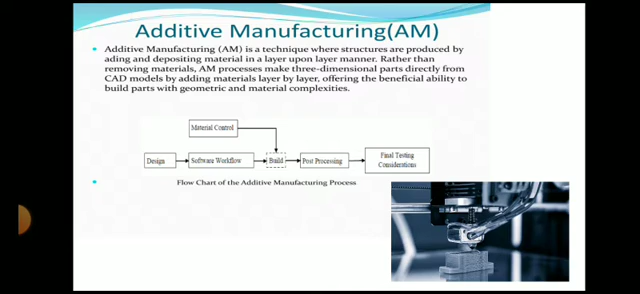 Additive Manufacturing(AM)
Additive Manufacturing (AM) is a technique where structures are produced by
ading and depositing material in a layer upon layer manner. Rather than
removing materials, AM processes make three-dimensional parts directly from
CAD models by adding materials layer by layer, offering the beneficial ability to
build parts with geometric and material complexities.
Material Control
Design
Software Workflow
Build
Post Processing
Final Testing
Considerations
Flow Chart of the Additive Manufacturing Process